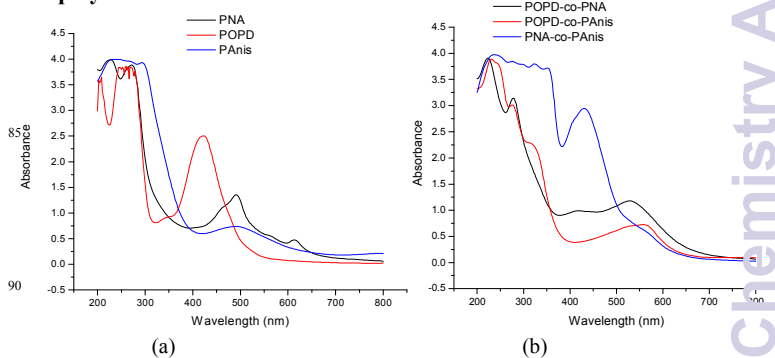 PNA
POPD
PAnis
4.5
4.0
3.5
3.0
2.5
2.0
1.5
1.0
0.5
0.0
-0.5
Absorbance
200 300 400 500 600 700 800
Wavelength (nm)
(a)
85
90
POPD-co-PNA
POPD-co-PAnis
PNA-co-PAnis
4.5
4.0
3.5
3.0
2.5
2.0
1.5
1.0
0.5
0.0
-0.5
Absorbance
200 300 400 500 600 700 800
Wavelength (nm)
(b)
Chemistry A